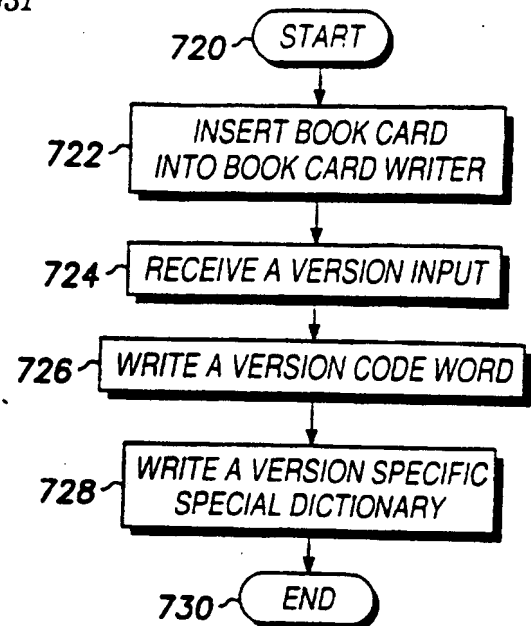 720 START
722 INSERT BOOK CARD
INTO BOOK CARD WRITER
724 RECEIVE A VERSION INPUT
726 WRITE A VERSION CODE WORD
728 WRITE A VERSION SPECIFIC
SPECIAL DICTIONARY
730 END